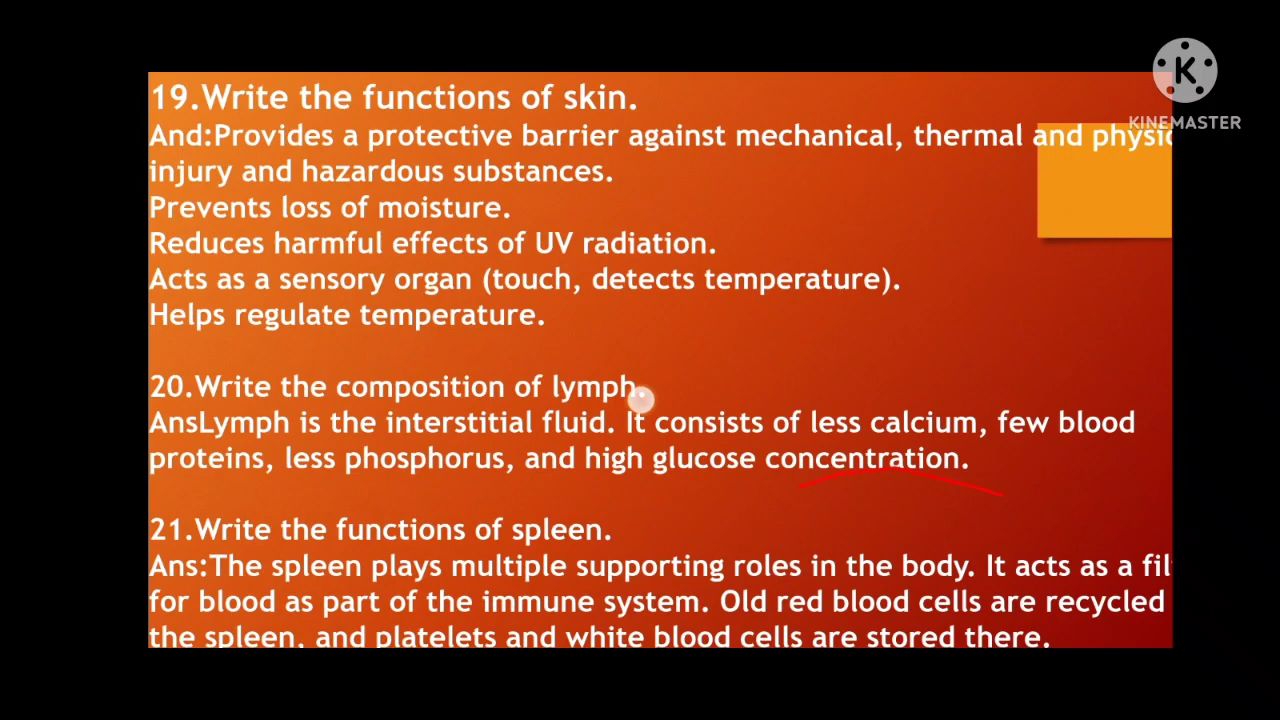 19.Write the functions of skin.
And:Provides a protective barrier against mechanical, thermal and
injury and hazardous substances.
Prevents loss of moisture.
Reduces harmful effects of UV radiation.
Acts as a sensory organ (touch, detects temperature).
Helps regulate temperature.
20.Write the composition of lymph.
AnsLymph is the interstitial fluid. It consists of less calcium, few blood
proteins, less phosphorus, and high glucose concentration.
21.Write the functions of spleen.
Ans:The spleen plays multiple supporting roles in the body. It acts as a
for blood as part of the immune system. Old red blood cells are recycled
the spleen, and platelets and white blood cells are stored there.
K
KINEMASTER